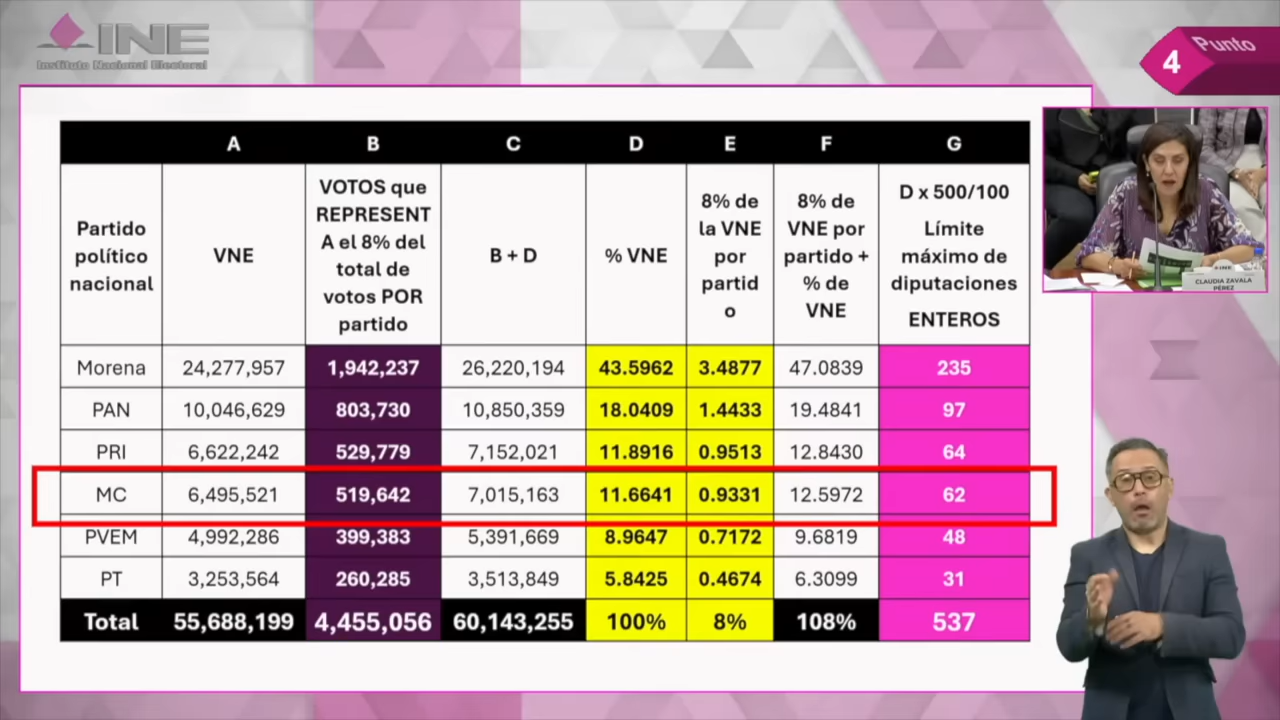 INE
Instituto Nacional Electoral
4 Punto
A B C D E F G
Partido
político
nacional
VNE
VOTOS que
REPRESENT
A el 8% del
total de
votos POR
partido
B + D
% VNE
8% de
la VNE
por
partid
o
8% de
VNE por
partido +
% de
VNE
D x 500/100
Límite
máximo de
diputaciones
ENTEROS
Morena 24,277,957 1,942,237 26,220,194 43.5962 3.4877 47.0839 235
PAN 10,046,629 803,730 10,850,359 18.0409 1.4433 19.4841 97
PRI 6,622,242 529,779 7,152,021 11.8916 0.9513 12.8430 64
MC 6,495,521 519,642 7,015,163 11.6641 0.9331 12.5972 62
PVEM 4,992,286 399,383 5,391,669 8.9647 0.7172 9.6819 48
PT 3,253,564 260,285 3,513,849 5.8425 0.4674 6.3099 31
Total 55,688,199 4,455,056 60,143,255 100% 8% 108% 537
INE
CLAUDIA ZAVALA
PÉREZ